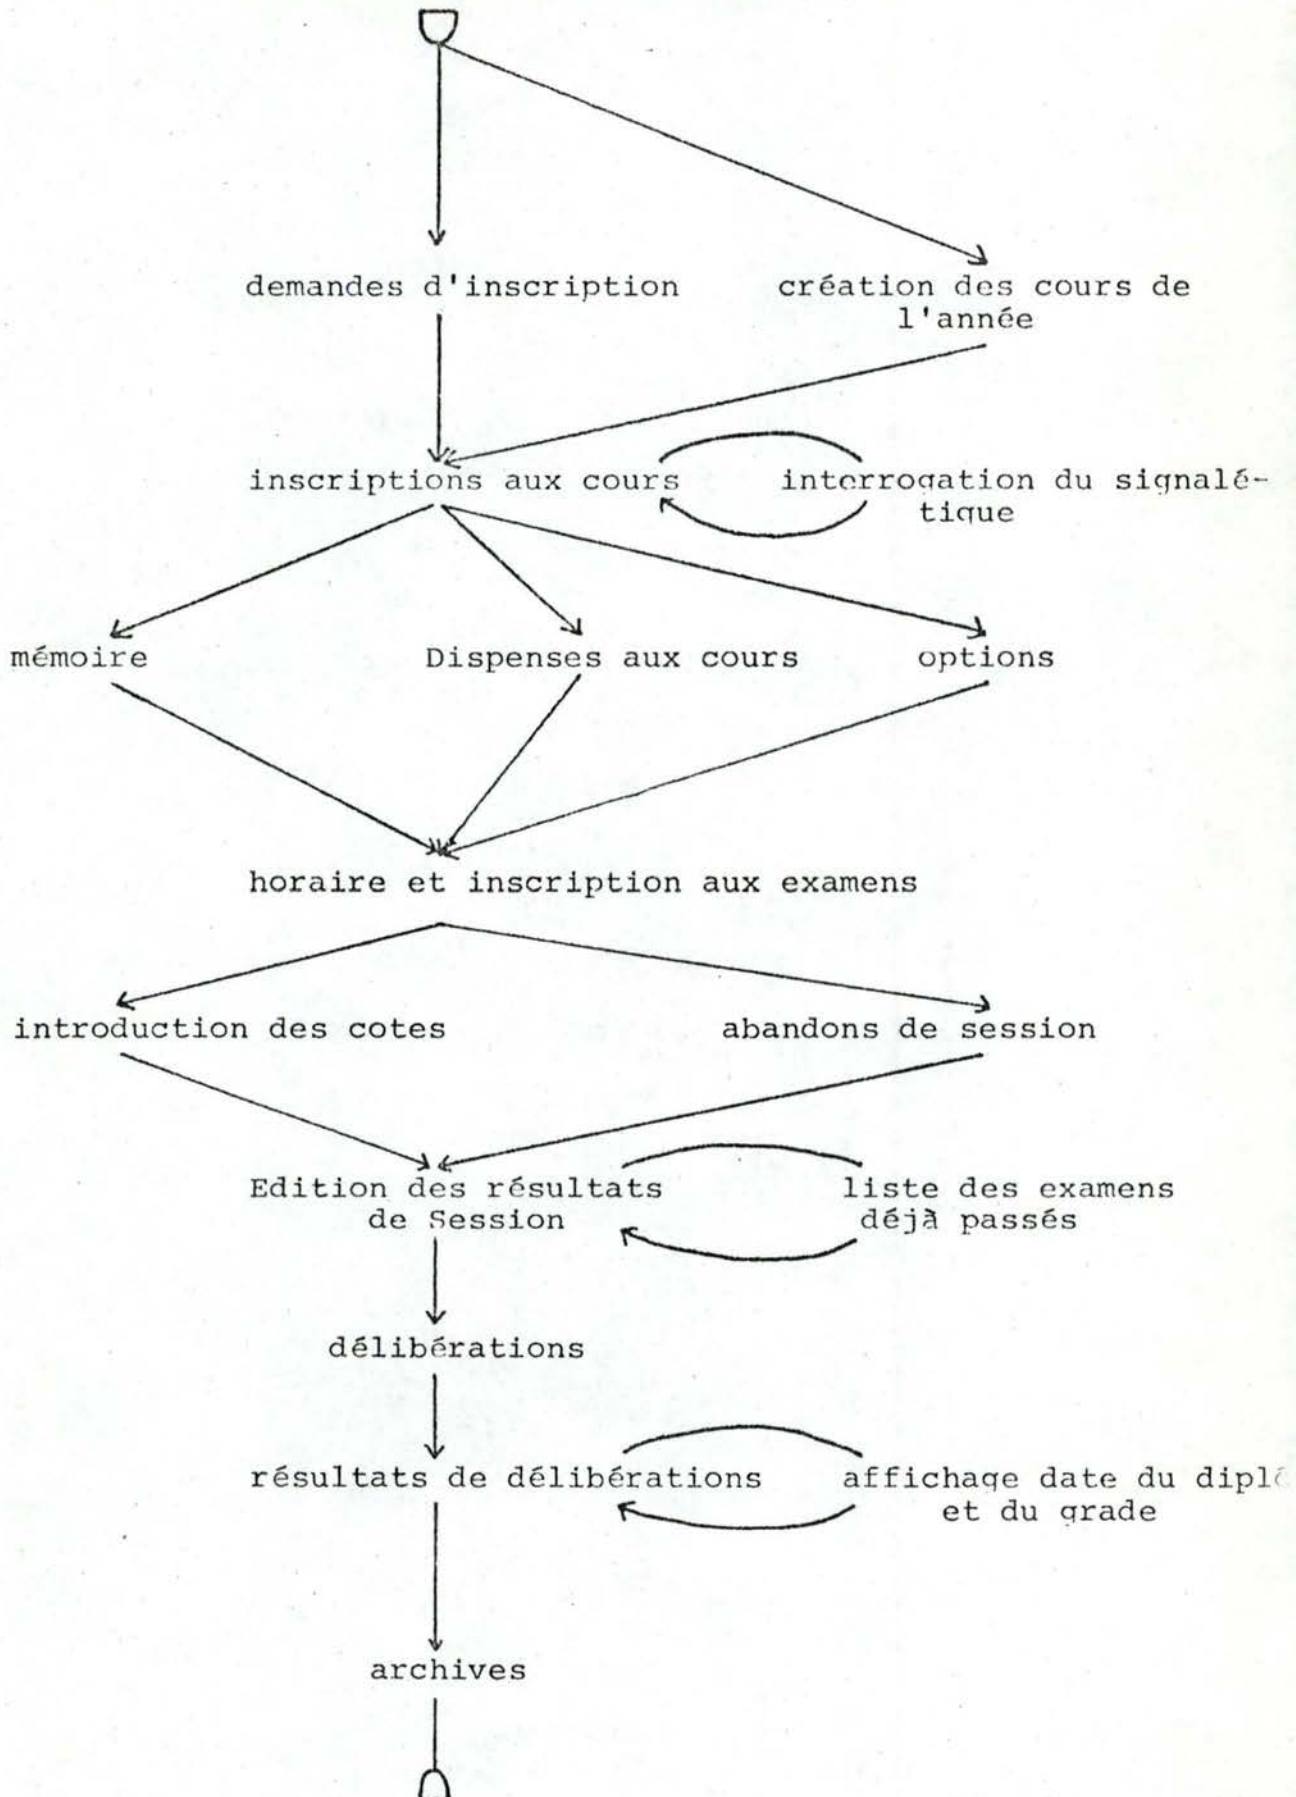 demandes d'inscription
création des cours de
l'année
inscriptions aux cours
interrogation du signalé-
tique
mémoire
Dispenses aux cours
options
horaire et inscription aux examens
introduction des cotes
abandons de session
Edition des résultats
de Session
liste des examens
déjà passés
délibérations
résultats de délibérations
affichage date du
et du grade
archives